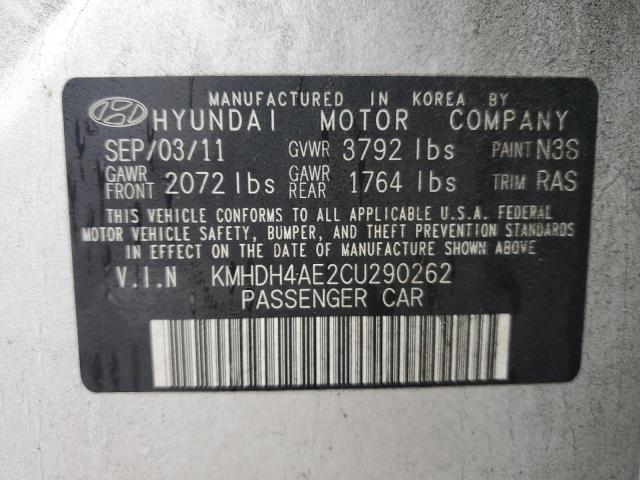 MANUFACTURED IN KOREA BY
HYUNDAI MOTOR COMPANY
SEP/03/11 GVWR 3792 lbs PAINT N3S
GAWR FRONT 2072 lbs GAWR REAR 1764 lbs TRIM RAS
THIS VEHICLE CONFORMS TO ALL APPLICABLE U.S.A. FEDERAL
MOTOR VEHICLE SAFETY, BUMPER, AND THEFT PREVENTION STANDARDS
IN EFFECT ON THE DATE OF MANUFACTURE SHOWN ABOVE
V.I.N KMHDH4AE2CU290262
PASSENGER CAR